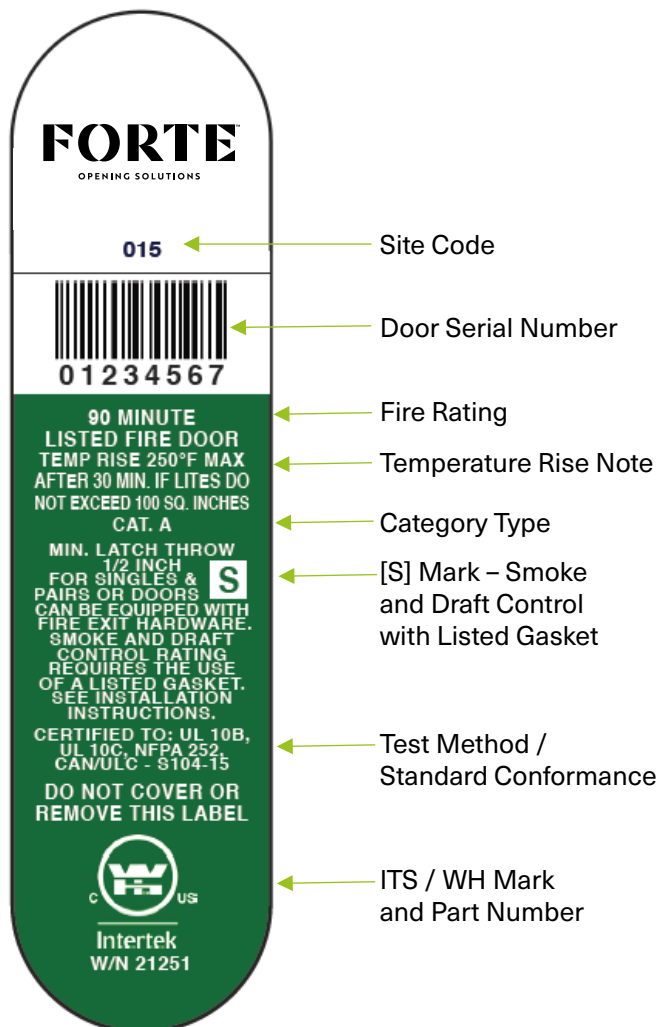 FORTE
OPENING SOLUTIONS
015
Site Code
Door Serial Number
01234567
90 MINUTE
LISTED FIRE DOOR
TEMP RISE 250°F MAX
AFTER 30 MIN. IF LITES DO
NOT EXCEED 100 SQ. INCHES
CAT. A
Fire Rating
Temperature Rise Note
Category Type
MIN. LATCH THROW
1/2 INCH
FOR SINGLES &
PAIRS OR DOORS
S
CAN BE EQUIPPED WITH
FIRE EXIT HARDWARE.
SMOKE AND DRAFT
CONTROL RATING
REQUIRES THE USE
OF A LISTED GASKET.
SEE INSTALLATION
INSTRUCTIONS.
[S] Mark – Smoke
and Draft Control
with Listed Gasket
CERTIFIED TO: UL 10B,
UL 10C, NFPA 252,
CAN/ULC - S104-15
Test Method /
Standard Conformance
DO NOT COVER OR
REMOVE THIS LABEL
C WH US
Intertek
W/N 21251
ITS / WH Mark
and Part Number